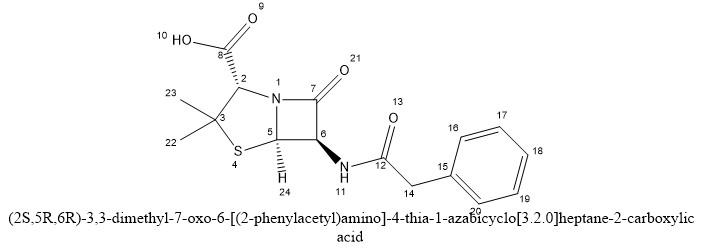 9
O
21
10
HO
8
O
23
2
1
N
7
13
O
17
3
16
5
6
18
22
S
4
N
H
11
12
15
H
24
14
19
20
(2S,5R,6R)-3,3-dimethyl-7-oxo-6-[(2-phenylacetyl)amino]-4-thia-1-azabicyclo[3.2.0]heptane-2-carboxylic
acid